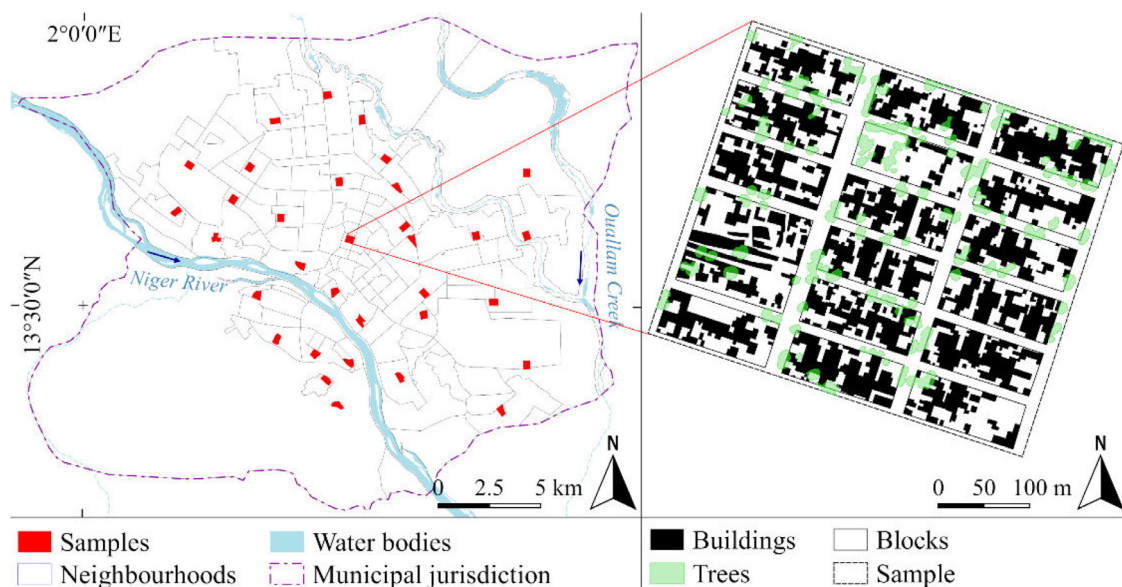 2°0′0″E
13°30′0″N
Niger River
Ouallam Creek
N
0 2.5 5 km
N
0 50 100 m
Samples
Water bodies
Neighbourhoods
Municipal jurisdiction
Buildings
Blocks
Trees
Sample